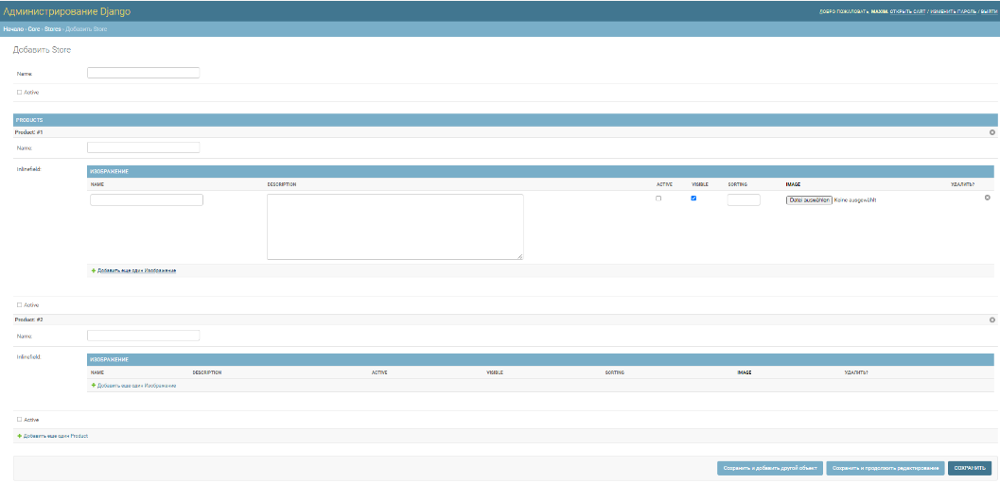 Администрирование Django
ДОБРО ПОЖАЛОВАТЬ, MAXIM. ОТКРЫТЬ САЙТ / ИЗМЕНИТЬ ПАРОЛЬ / ВЫЙТИ
Начало › Core › Stores › Добавить Store
Добавить Store
Name:
Active
PRODUCTS
Product: #1
Name:
Inlinefield:
ИЗОБРАЖЕНИЕ
NAME DESCRIPTION ACTIVE VISIBLE SORTING IMAGE УДАЛИТЬ?
Datei auswählen Keine ausgewählt
Добавить еще один Изображение
Active
Product: #2
Name:
Inlinefield:
ИЗОБРАЖЕНИЕ
NAME DESCRIPTION ACTIVE VISIBLE SORTING IMAGE УДАЛИТЬ?
Добавить еще один Изображение
Active
Добавить еще один Product
Сохранить и добавить другой объект Сохранить и продолжить редактирование СОХРАНИТЬ